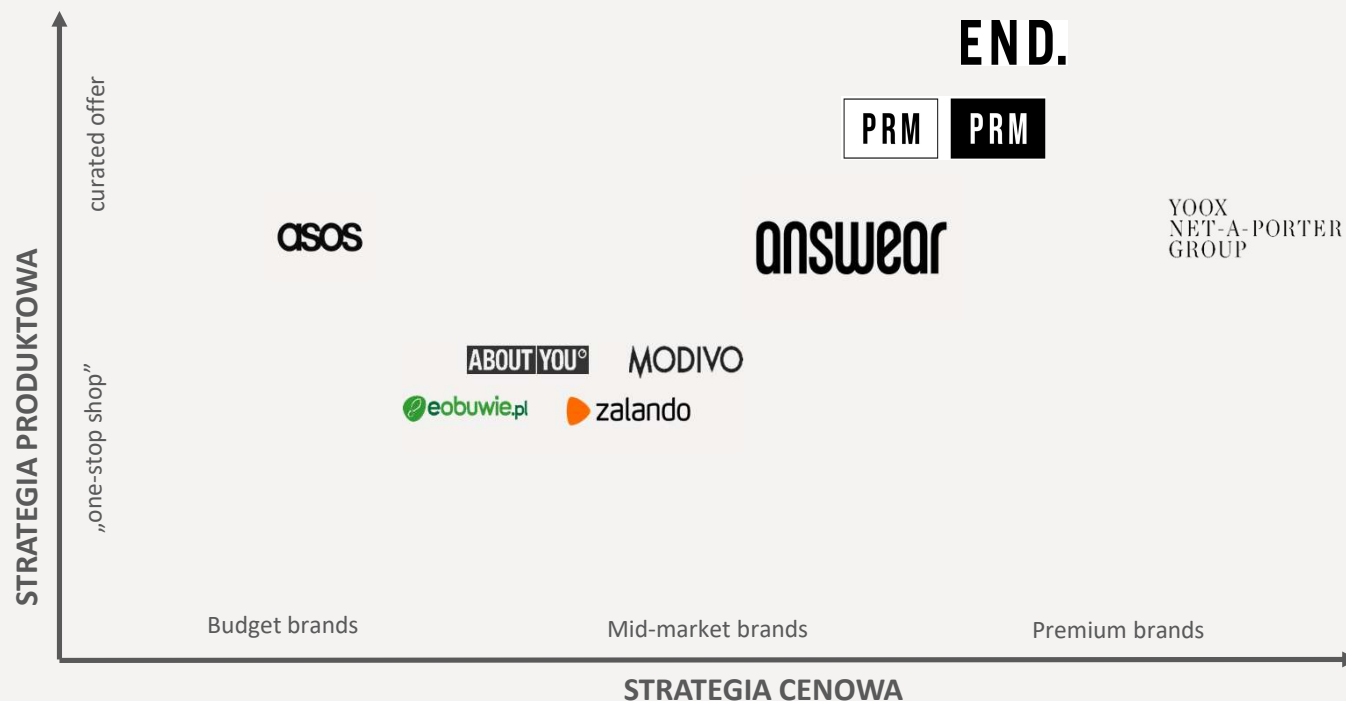 END.
PRM PRM
curated offer
asos
answear
YOOX
NET-A-PORTER
GROUP
STRATEGIA PRODUKTOWA
ABOUT YOU°
MODIVO
„one-stop shop”
eobuwie.pl
zalando
Budget brands
Mid-market brands
Premium brands
STRATEGIA CENOWA